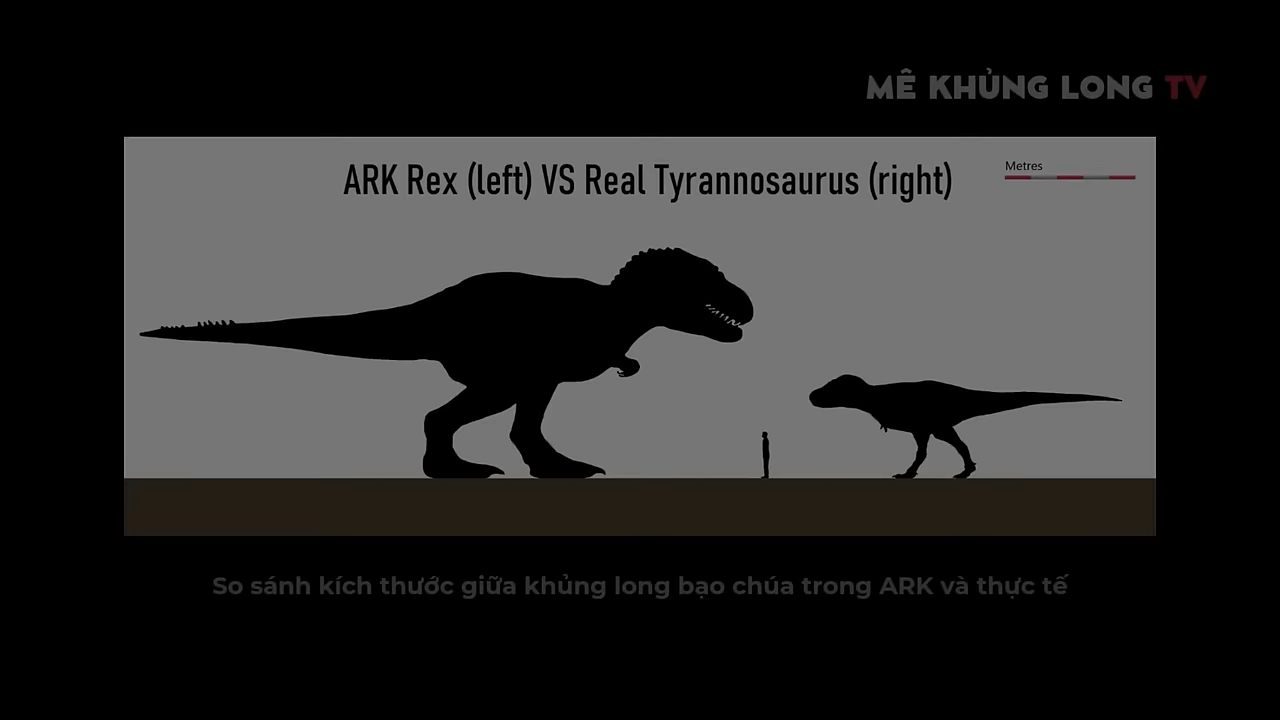 MÊ KHỦNG LONG TV
ARK Rex (left) VS Real Tyrannosaurus (right)
Metres
So sánh kích thước giữa khủng long bạo chúa trong ARK và thực tế